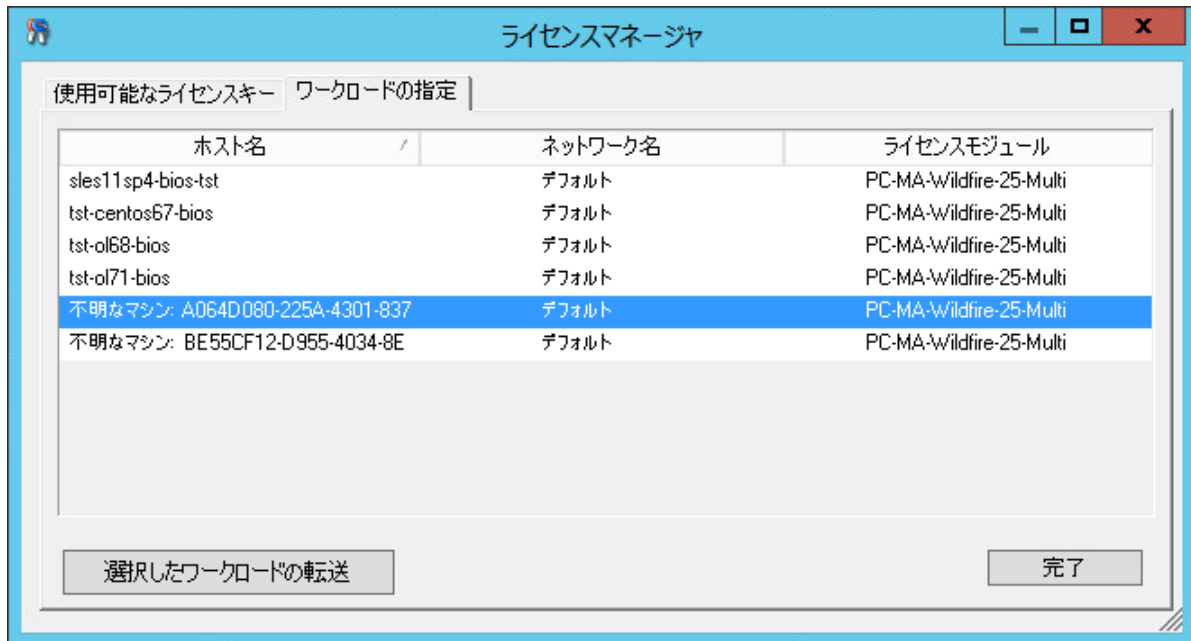 ライセンスマネージャ
使用可能なライセンスキー ワークロードの指定
ホスト名 ネットワーク名 ライセンスモジュール
sles11sp4-bios-tst デフォルト PC-MA-Wildfire-25-Multi
tst-centos67-bios デフォルト PC-MA-Wildfire-25-Multi
tst-ol68-bios デフォルト PC-MA-Wildfire-25-Multi
tst-ol71-bios デフォルト PC-MA-Wildfire-25-Multi
不明なマシン: A064D080-225A-4301-837 デフォルト PC-MA-Wildfire-25-Multi
不明なマシン: BE55CF12-D955-4034-8E デフォルト PC-MA-Wildfire-25-Multi
選択したワークロードの転送 完了